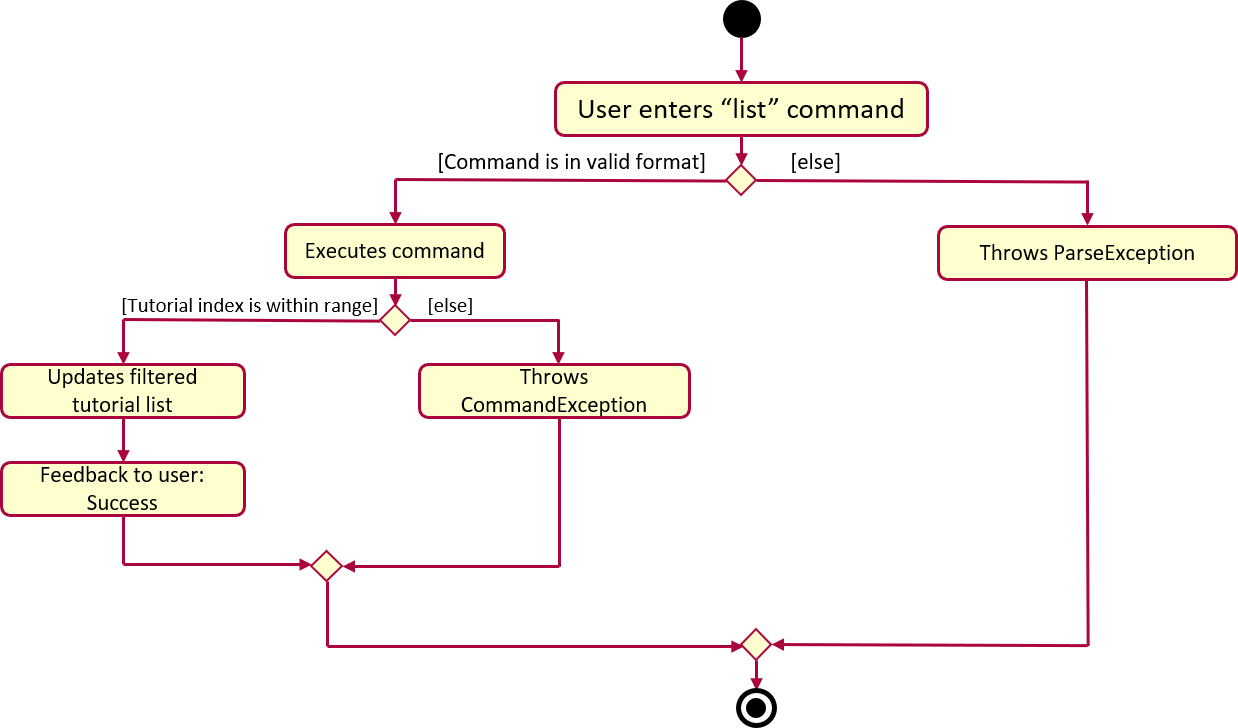 User enters “list” command
[Command is in valid format]
[else]
Executes command
Throws ParseException
[Tutorial index is within range]
[else]
Updates filtered
tutorial list
Throws
CommandException
Feedback to user:
Success